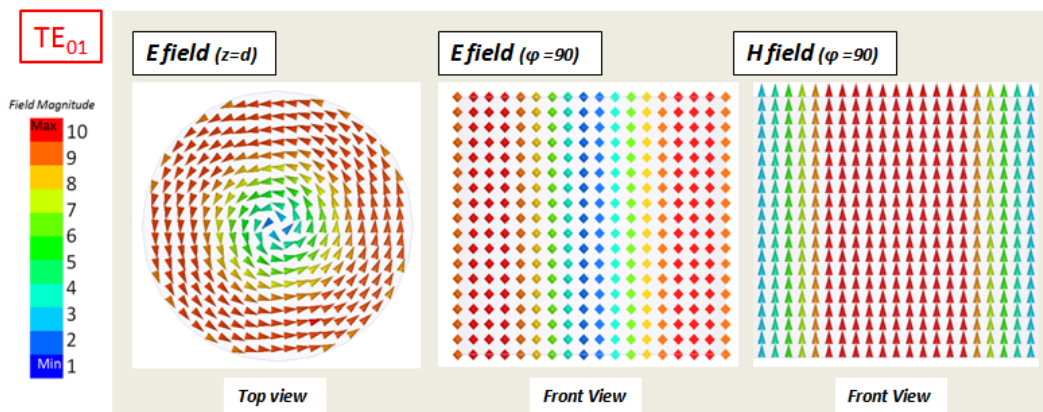 TE01
E field (z=d)
E field (φ =90)
H field (φ =90)
Field Magnitude
Max 10
9
8
7
6
5
4
3
2
Min 1
Top view
Front View
Front View